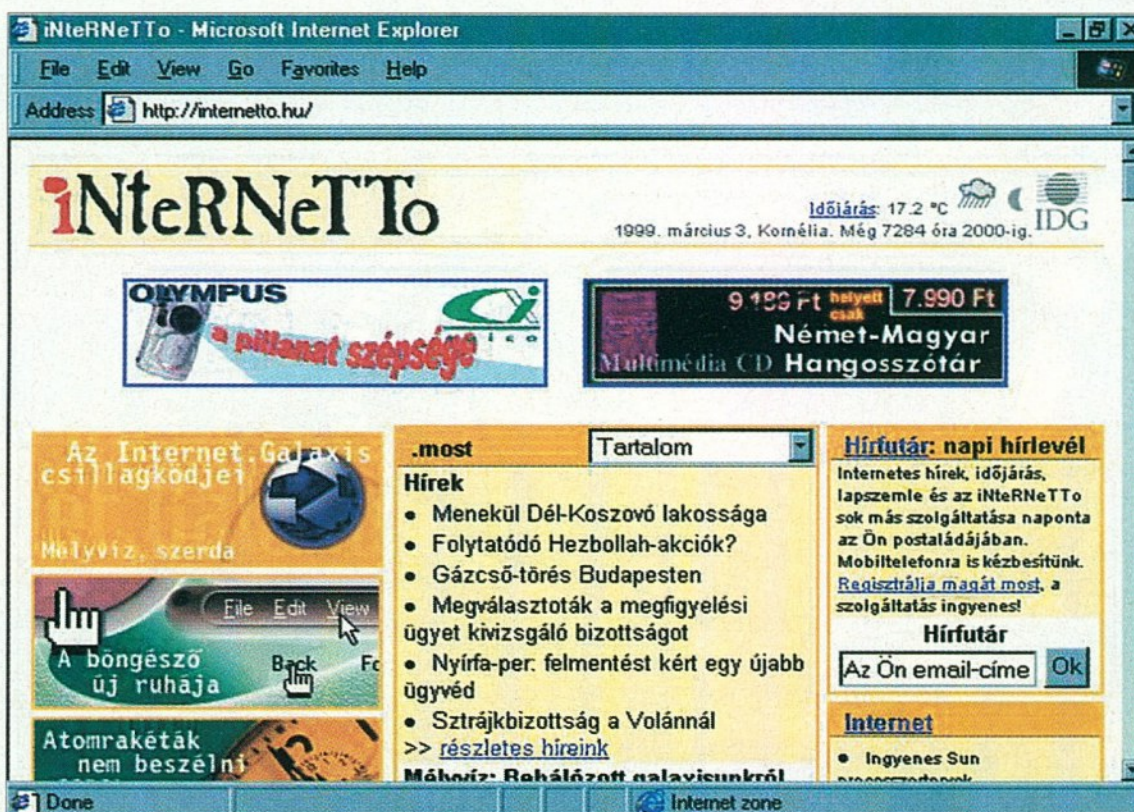 iNteRNeTTo - Microsoft Internet Explorer
File Edit View Go Favorites Help
Address http://internetto.hu/
iNteRNeTTo
Időjárás: 17.2 °C
1999. március 3, Kornélia. Még 7284 óra 2000-ig.
IDG
OLYMPUS
a pillanat szépsége
9.189 Ft helyett csak 7.990 Ft
Német-Magyar
Multimédia CD Hangosszótár
Az Internet.Galaxis
csillagködjei
Mélyvíz, szerda
File Edit View
A böngésző
új ruhája
Back Fo
Atomrakéták
nem beszélni
.most Tartalom
Hírek
• Menekül Dél-Koszovó lakossága
• Folytatódó Hezbollah-akciók?
• Gázcső-törés Budapesten
• Megválasztoták a megfigyelési
ügyet kivizsgáló bizottságot
• Nyírfa-per: felmentést kért egy újabb
ügyvéd
• Sztrájkbizottság a Volánnál
>> részletes híreink
Mélyvíz: Behálózott galaxisunkról
Hírfutár: napi hírlevél
Internetes hírek, időjárás,
lapszemle és az iNteRNeTTo
sok más szolgáltatása naponta
az Ön postaládájában.
Mobiltelefonra is kézbesítünk.
Regisztrálja magát most, a
szolgáltatás ingyenes!
Hírfutár
Az Ön email-címe Ok
Internet
• Ingyenes Sun
Done
Internet zone